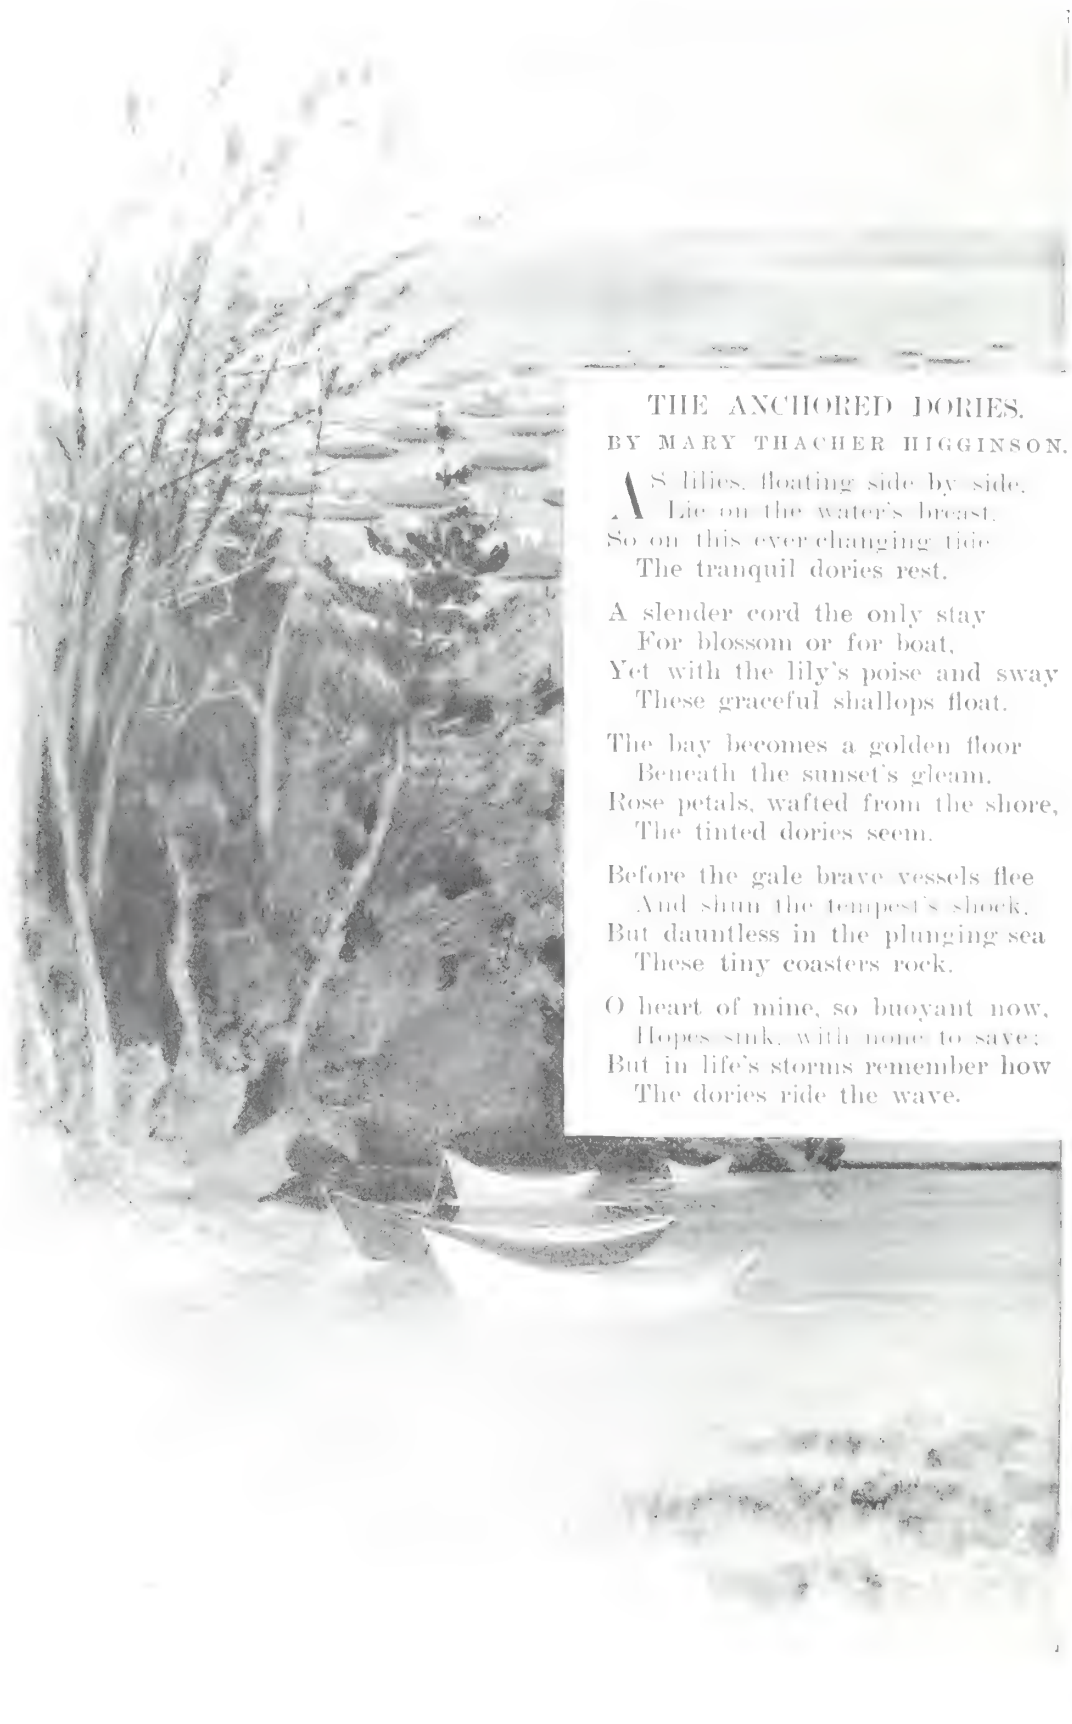 THE ANCHORED DORIES.
BY MARY THACHER HIGGINSON.
AS lilies, floating side by side,
Lie on the water's breast,
So on this ever changing tide
The tranquil dories rest.
A slender cord the only stay
For blossom or for boat,
Yet with the lily's poise and sway
These graceful shallops float.
The bay becomes a golden floor
Beneath the sunset's gleam,
Rose petals, wafted from the shore,
The tinted dories seem.
Before the gale brave vessels flee
And shun the tempest's shock,
But dauntless in the plunging sea
These tiny coasters rock.
O heart of mine, so buoyant now,
Hopes sink, with none to save;
But in life's storms remember how
The dories ride the wave.